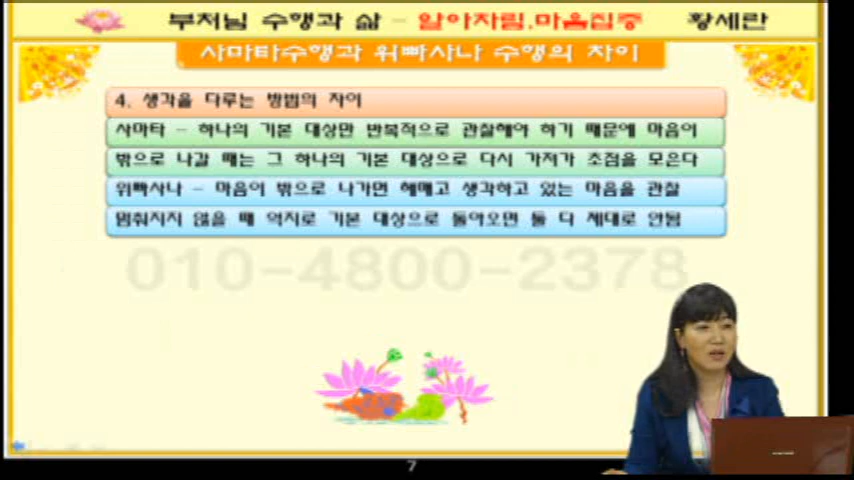 부처님 수행과 삶 - 알아차림.마음집중 황세란
사마타수행과 위빠사나 수행의 차이
4. 생각을 다루는 방법의 차이
사마타 - 하나의 기본 대상만 반복적으로 관찰해야 하기 때문에 마음이
밖으로 나갈 때는 그 하나의 기본 대상으로 다시 가져가 초점을 모은다
위빠사나 - 마음이 밖으로 나가면 헤매고 생각하고 있는 마음을 관찰
멈춰지지 않을 때 억지로 기본 대상으로 돌아오면 둘 다 제대로 안됨
010-4800-2378
7